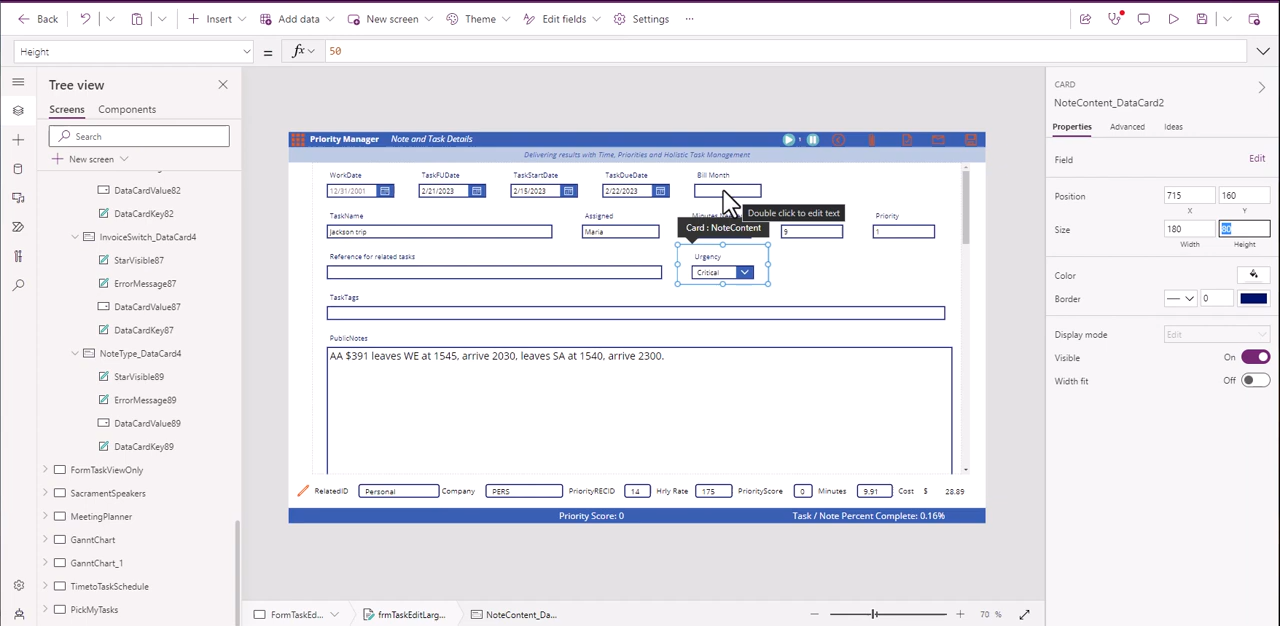 Back
Insert
Add data
New screen
Theme
Edit fields
Settings
Height
=
fx
50
Tree view
Screens
Components
Search
New screen
DataCardValue82
DataCardKey82
InvoiceSwitch_DataCard4
StarVisible87
ErrorMessage87
DataCardValue87
DataCardKey87
NoteType_DataCard4
StarVisible89
ErrorMessage89
DataCardValue89
DataCardKey89
FormTaskViewOnly
SacramentSpeakers
MeetingPlanner
GanntChart
GanntChart_1
TimetoTaskSchedule
PickMyTasks
Priority Manager
Note and Task Details
Delivering results with Time, Priorities and Holistic Task Management
WorkDate
TaskFUDate
TaskStartDate
TaskDueDate
Bill Month
12/31/2001
2/21/2023
2/15/2023
2/22/2023
Double click to edit text
TaskName
Assigned
Priority
Card : NoteContent
Jackson trip
Maria
9
1
Reference for related tasks
Urgency
Critical
TaskTags
PublicNotes
AA $391 leaves WE at 1545, arrive 2030, leaves SA at 1540, arrive 2300.
RelatedID
Personal
Company
PERS
PriorityRECID
14
Hrly Rate
175
PriorityScore
0
Minutes
9.91
Cost
$
28.89
Priority Score: 0
Task / Note Percent Complete: 0.16%
FormTaskEd...
frmTaskEditLarg...
NoteContent_Da...
70 %
CARD
NoteContent_DataCard2
Properties
Advanced
Ideas
Field
Edit
Position
715
160
X
Y
Size
180
Width
Height
Color
Border
0
Display mode
Edit
Visible
On
Width fit
Off